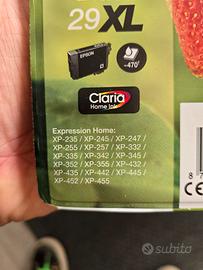 29XL
EPSON
~470
Claria
Home Ink
Expression Home:
XP-235 / XP-245 / XP-247 /
XP-255 / XP-257 / XP-332 /
XP-335 / XP-342 / XP-345 /
XP-352 / XP-355 / XP-432 /
XP-435 / XP-442 / XP-445 /
XP-452 / XP-455
8
subito